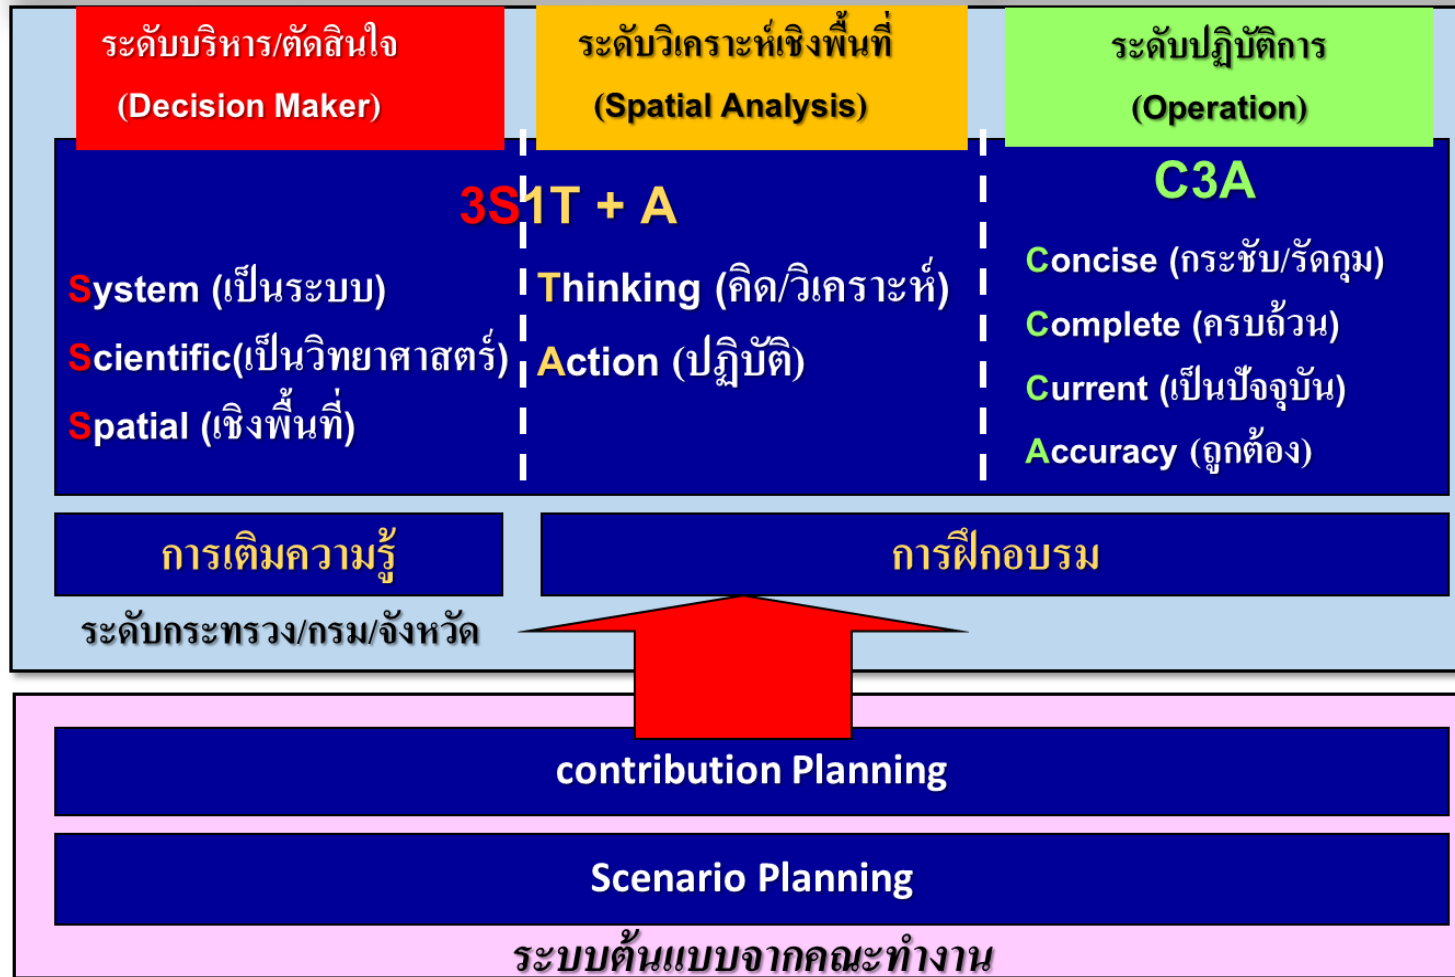 ระดับบริหาร/ตัดสินใจ
(Decision Maker)
ระดับวิเคราะห์เชิงพื้นที่
(Spatial Analysis)
ระดับปฏิบัติการ
(Operation)
3S1T + A
System (เป็นระบบ)
Scientific(เป็นวิทยาศาสตร์)
Spatial (เชิงพื้นที่)
Thinking (คิด/วิเคราะห์)
Action (ปฏิบัติ)
C3A
Concise (กระชับ/รัดกุม)
Complete (ครบถ้วน)
Current (เป็นปัจจุบัน)
Accuracy (ถูกต้อง)
การเติมความรู้
การฝึกอบรม
ระดับกระทรวง/กรม/จังหวัด
contribution Planning
Scenario Planning
ระบบต้นแบบจากคณะทำงาน